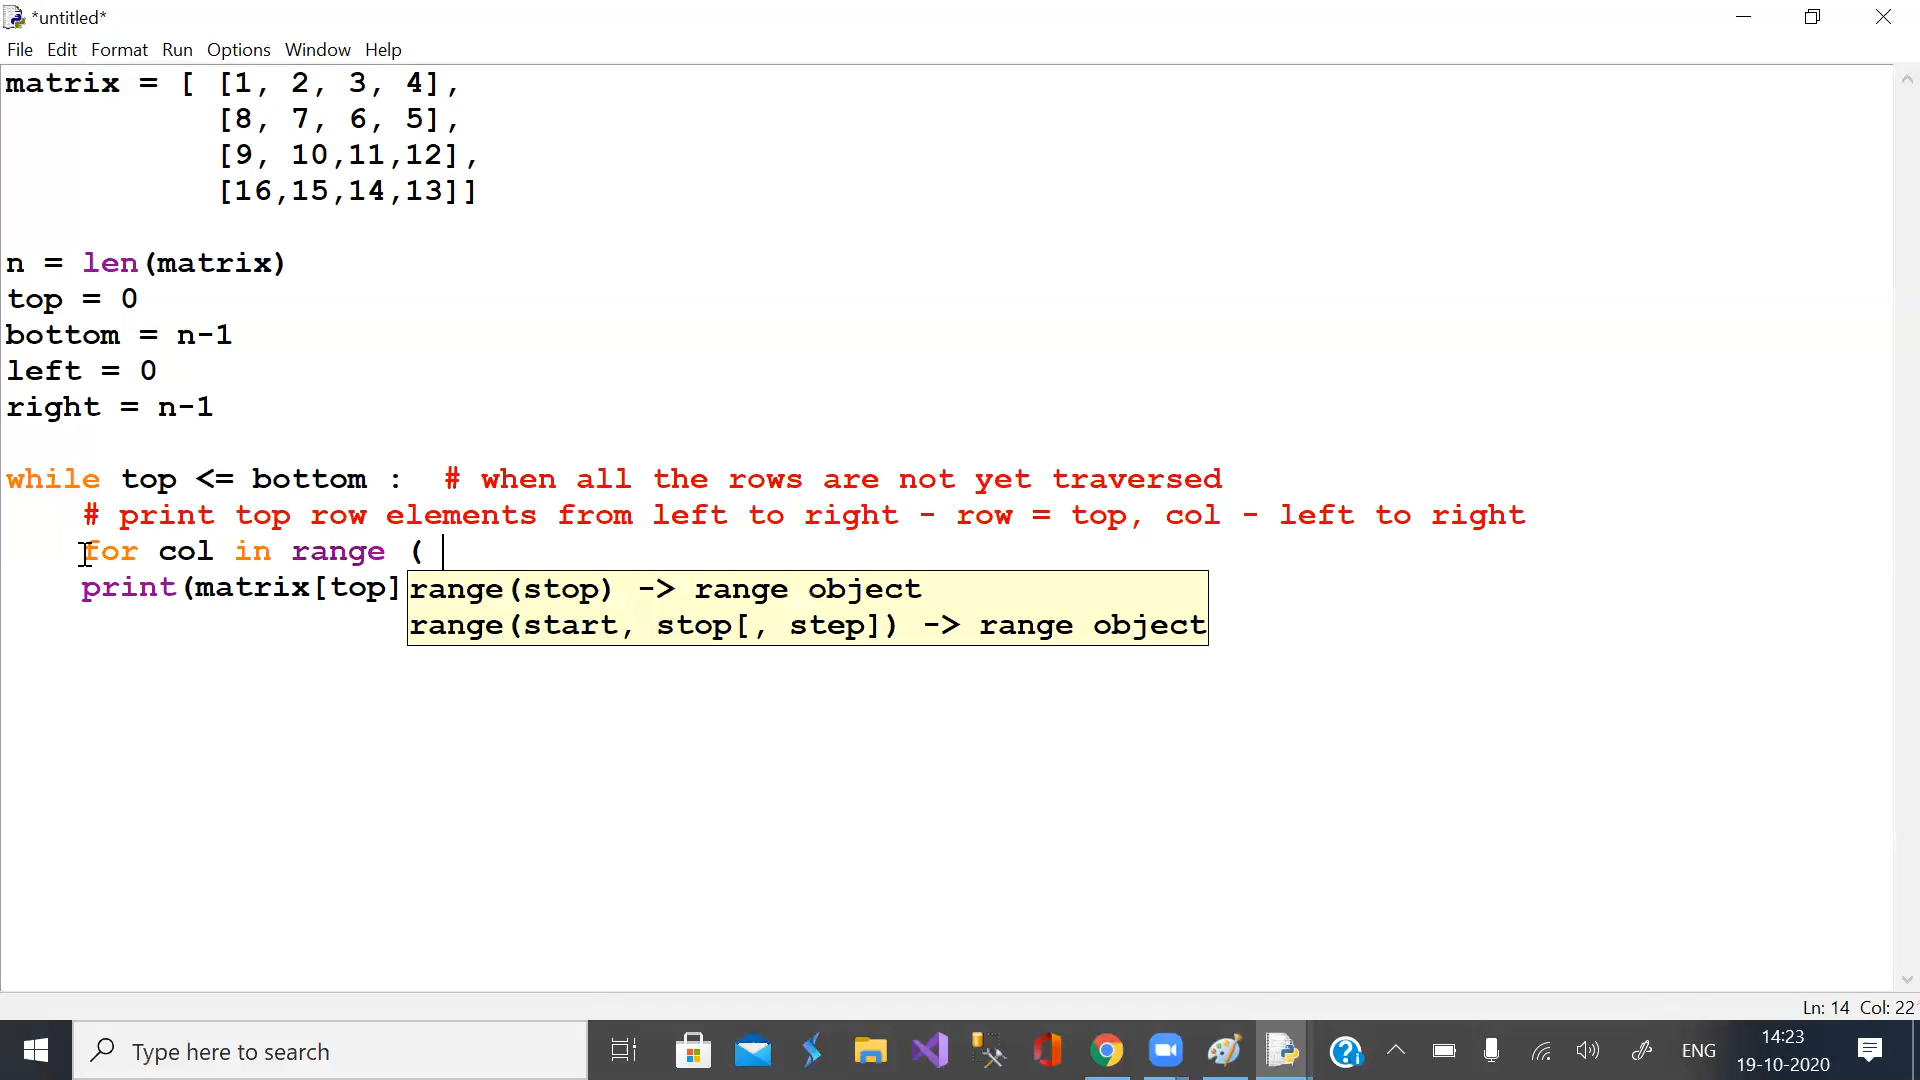 *untitled*
File Edit Format Run Options Window Help
matrix = [ [1, 2, 3, 4],
[8, 7, 6, 5],
[9, 10,11,12],
[16,15,14,13]]
n = len(matrix)
top = 0
bottom = n-1
left = 0
right = n-1
while top <= bottom :  # when all the rows are not yet traversed
# print top row elements from left to right - row = top, col - left to right
for col in range (
print(matrix[top]
range(stop) -> range object
range(start, stop[, step]) -> range object
Ln: 14 Col: 22
Type here to search
ENG
14:23
19-10-2020